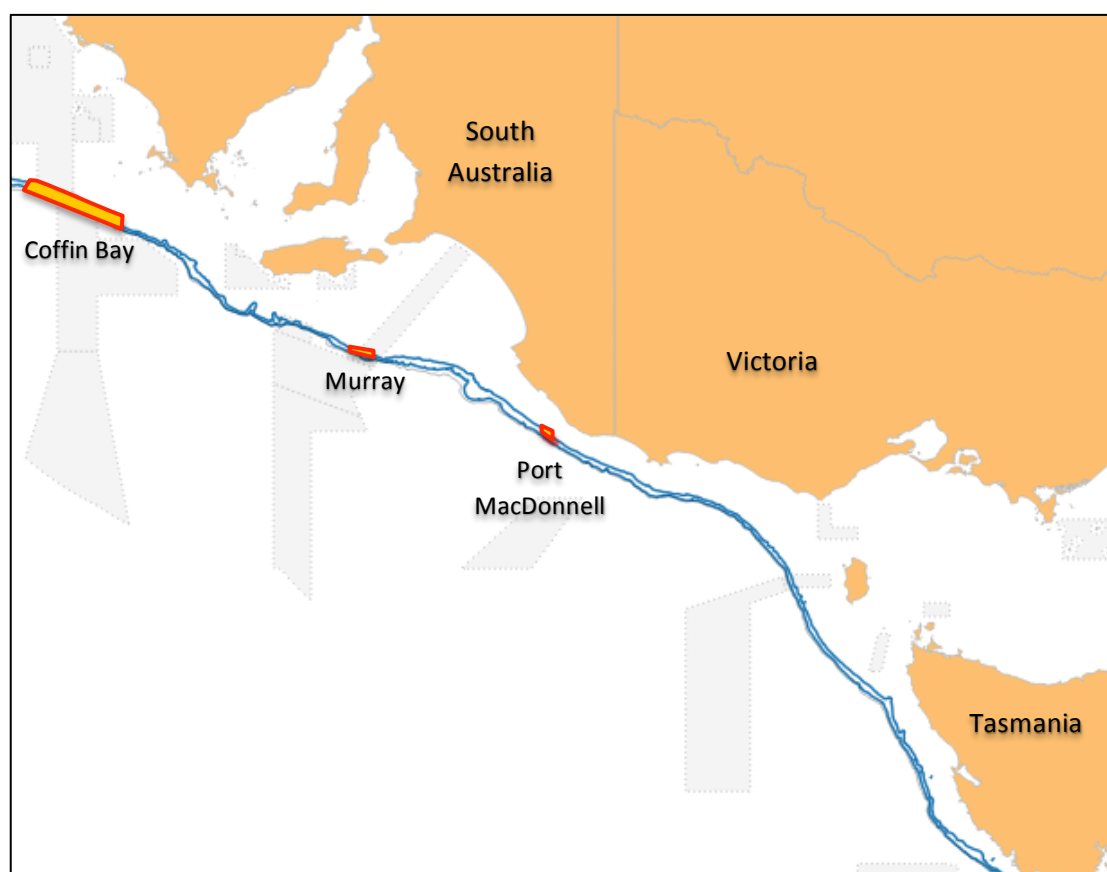 South
Australia
Coffin Bay
Victoria
Murray
Port
MacDonnell
Tasmania